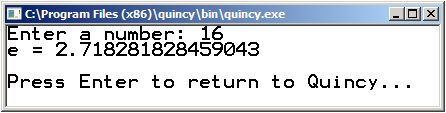 C:\Program Files (x86)\quincy\bin\quincy.exe
Enter a number: 16
e = 2.718281828459043
Press Enter to return to Quincy...